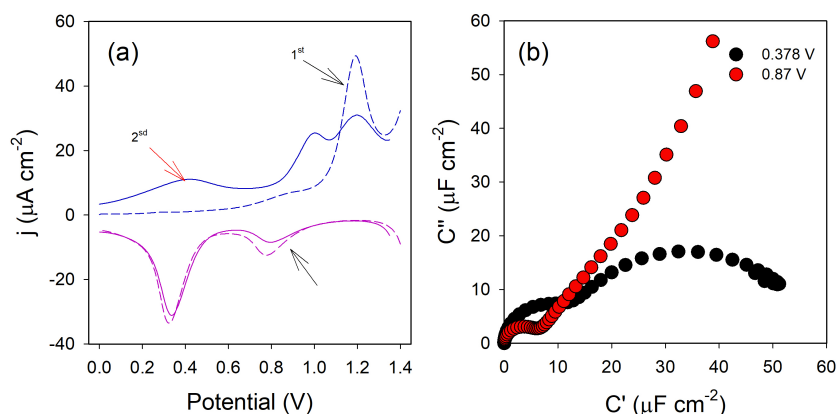 (a)
1st
2sd
j (μA cm-2)
60
40
20
0
-20
-40
0.0 0.2 0.4 0.6 0.8 1.0 1.2 1.4
Potential (V)
(b)
0.378 V
0.87 V
C'' (μF cm-2)
60
50
40
30
20
10
0
0 10 20 30 40 50 60
C' (μF cm-2)